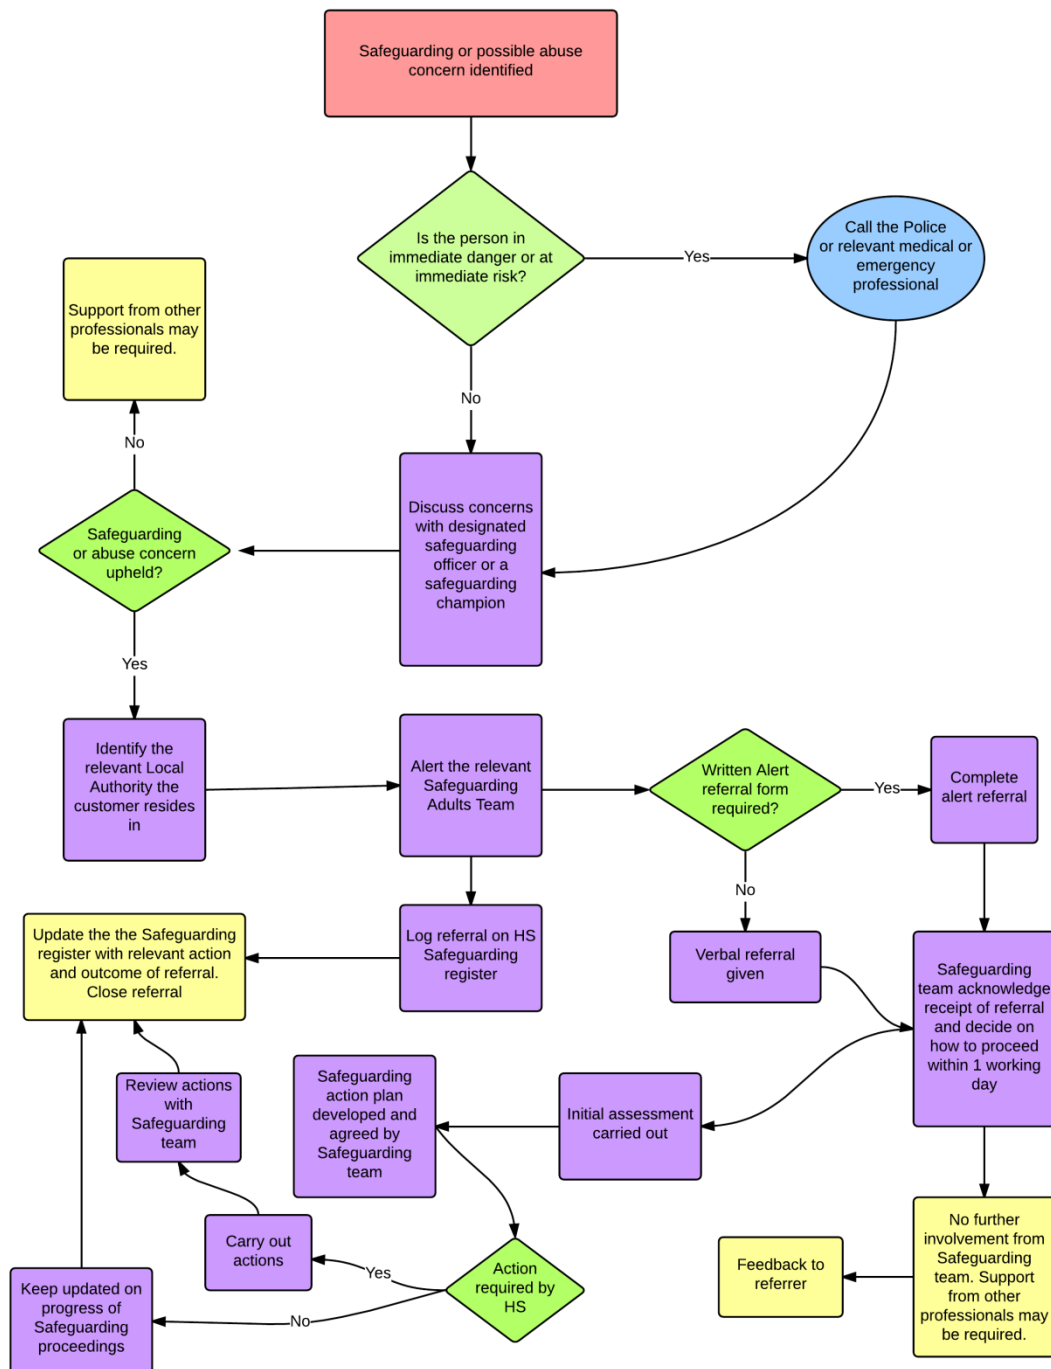 Safeguarding or possible abuse
concern identified
Is the person in
immediate danger or at
immediate risk?
Yes
Call the Police
or relevant medical or
emergency
professional
Support from other
professionals may
be required.
No
No
Discuss concerns
with designated
safeguarding
officer or a
safeguarding
champion
Safeguarding
or abuse concern
upheld?
Yes
Identify the
relevant Local
Authority the
customer resides
in
Alert the relevant
Safeguarding
Adults Team
Written Alert
referral form
required?
Yes
Complete
alert referral
No
Update the the Safeguarding
register with relevant action
and outcome of referral.
Close referral
Log referral on HS
Safeguarding
register
Verbal referral
given
Safeguarding
team acknowledge
receipt of referral
and decide on
how to proceed
within 1 working
day
Review actions
with
Safeguarding
team
Safeguarding
action plan
developed and
agreed by
Safeguarding
team
Initial assessment
carried out
Carry out
actions
Yes
Action
required by
HS
No
Keep updated on
progress of
Safeguarding
proceedings
Feedback to
referrer
No further
involvement from
Safeguarding
team. Support
from other
professionals may
be required.